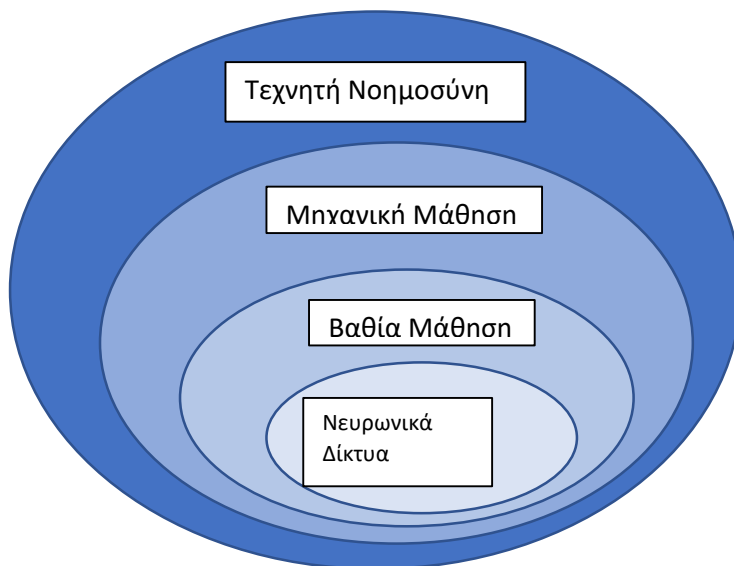 Τεχνητή Νοημοσύνη
Μηχανική Μάθηση
Βαθία Μάθηση
Νευρωνικά
Δίκτυα